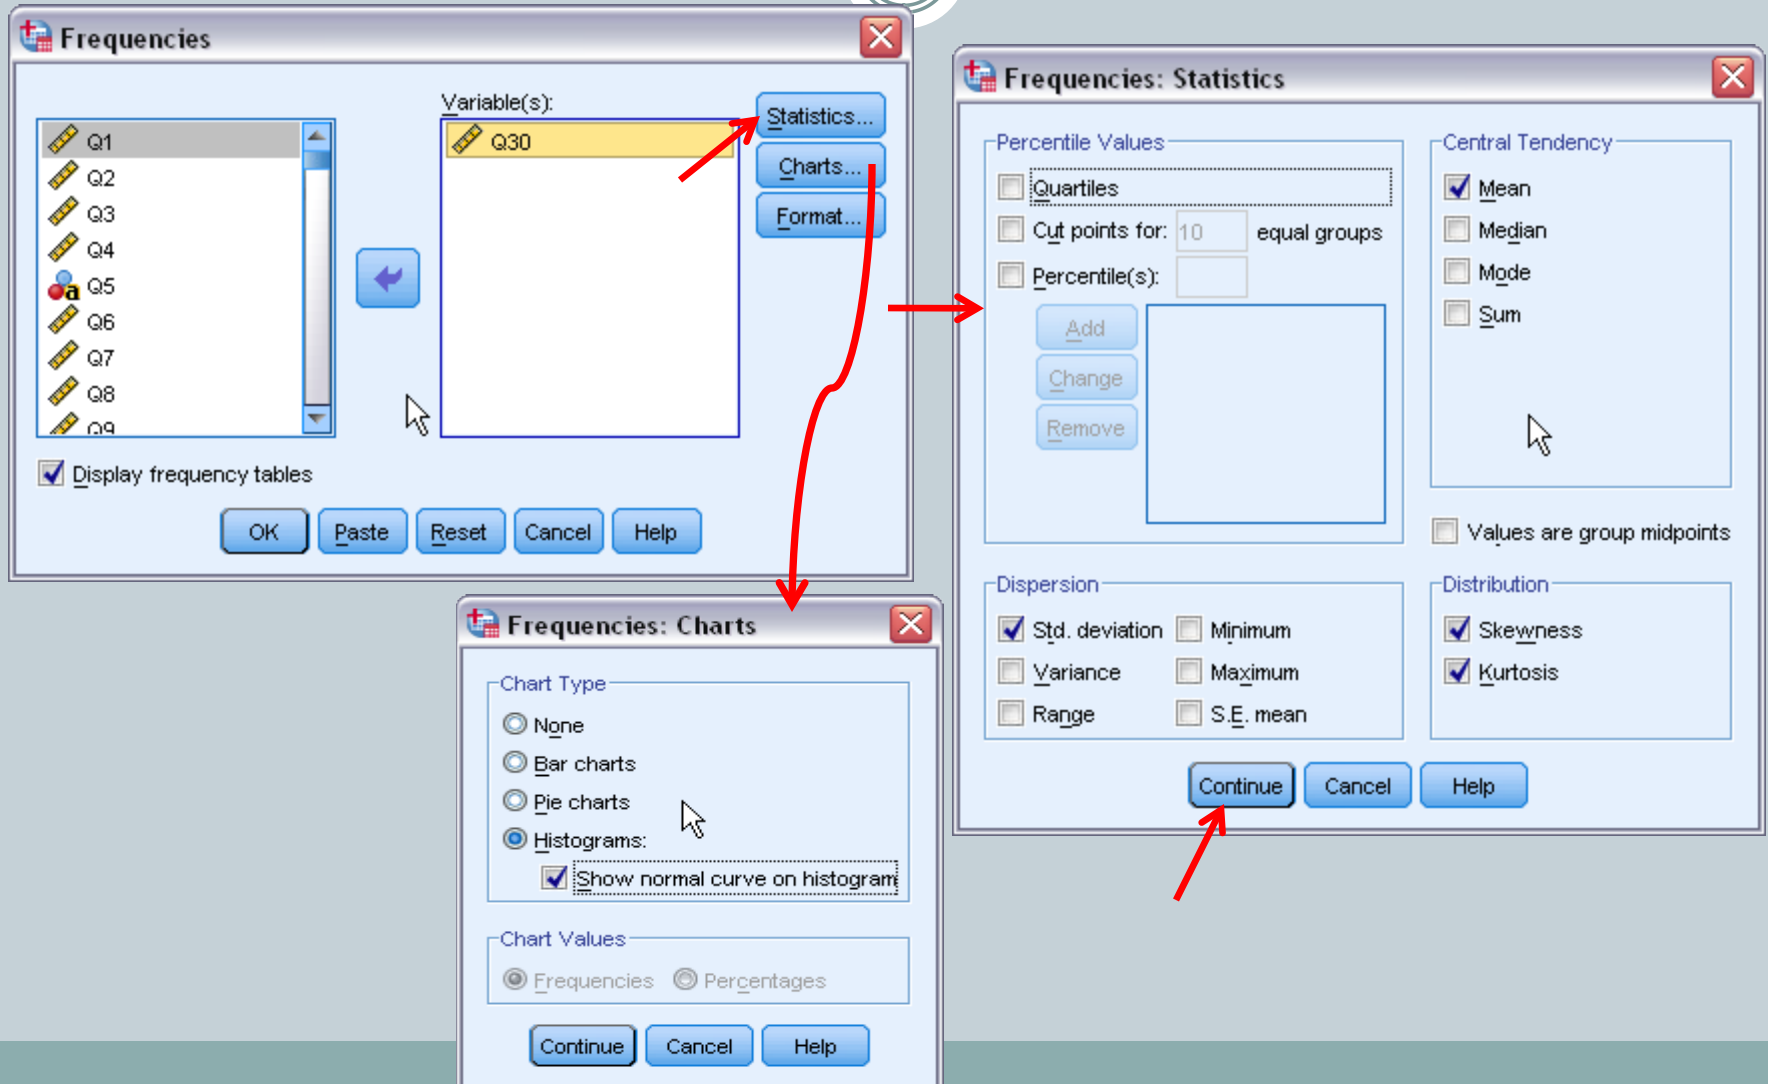 Frequencies
Variable(s):
Q1
Q2
Q3
Q4
a Q5
Q6
Q7
Q8
Q9
Q30
Statistics...
Charts...
Format...
Display frequency tables
OK Paste Reset Cancel Help
Frequencies: Statistics
Percentile Values
Quartiles
Cut points for: 10 equal groups
Percentile(s):
Add
Change
Remove
Central Tendency
Mean
Median
Mode
Sum
Values are group midpoints
Dispersion
Std. deviation Minimum
Variance Maximum
Range S.E. mean
Distribution
Skewness
Kurtosis
Continue Cancel Help
Frequencies: Charts
Chart Type
None
Bar charts
Pie charts
Histograms:
Show normal curve on histogram
Chart Values
Frequencies Percentages
Continue Cancel Help